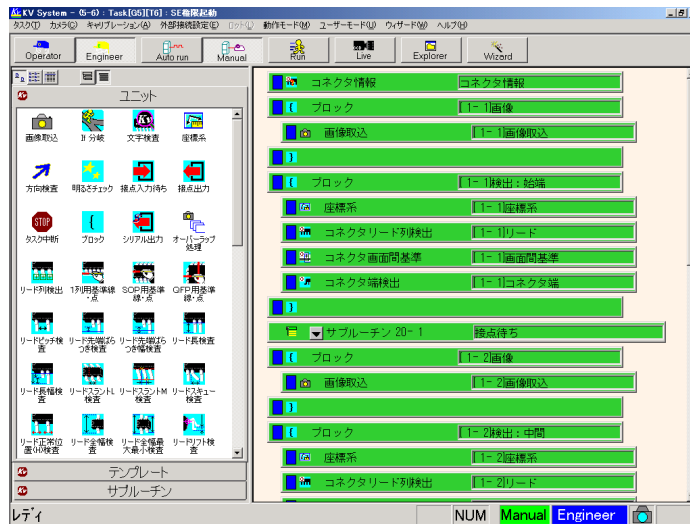 KV System - (5-6) : Task[G5][T6] : SE権限起動
タスク(T) カメラ(C) キャリブレーション(A) 外部接続設定(E) ロット(L) 動作モード(M) ユーザーモード(U) ウィザード(W) ヘルプ(H)
Operator Engineer Auto run Manual Run Live Explorer Wizard
ユニット
画像取込 If 分岐 文字検査 座標系
方向検査 明るさチェック 接点入力待ち 接点出力
STOP
タスク中断 ブロック シリアル出力 オーバーラップ処理
リード列検出 1列用基準線・点 SOP用基準線・点 QFP用基準線・点
リードピッチ検査 リード先端ばらつき検査 リード先端ばらつき幅検査 リード長検査
リード長幅検査 リードスラントL検査 リードスラントM検査 リードスキュー検査
リード正常位置(H)検査 リード全幅検査 リード全幅最大最小検査 リードリフト検査
テンプレート
サブルーチン
コネクタ情報 コネクタ情報
{ ブロック [ 1- 1]画像
画像取込 [ 1- 1]画像取込
}
{ ブロック [ 1- 1]検出：始端
座標系 [ 1- 1]座標系
コネクタリード列検出 [ 1- 1]リード
コネクタ画面間基準 [ 1- 1]画面間基準
コネクタ端検出 [ 1- 1]コネクタ端
}
サブルーチン 20- 1 接点待ち
{ ブロック [ 1- 2]画像
画像取込 [ 1- 2]画像取込
}
{ ブロック [ 1- 2]検出：中間
座標系 [ 1- 2]座標系
コネクタリード列検出 [ 1- 2]リード
レディ NUM Manual Engineer